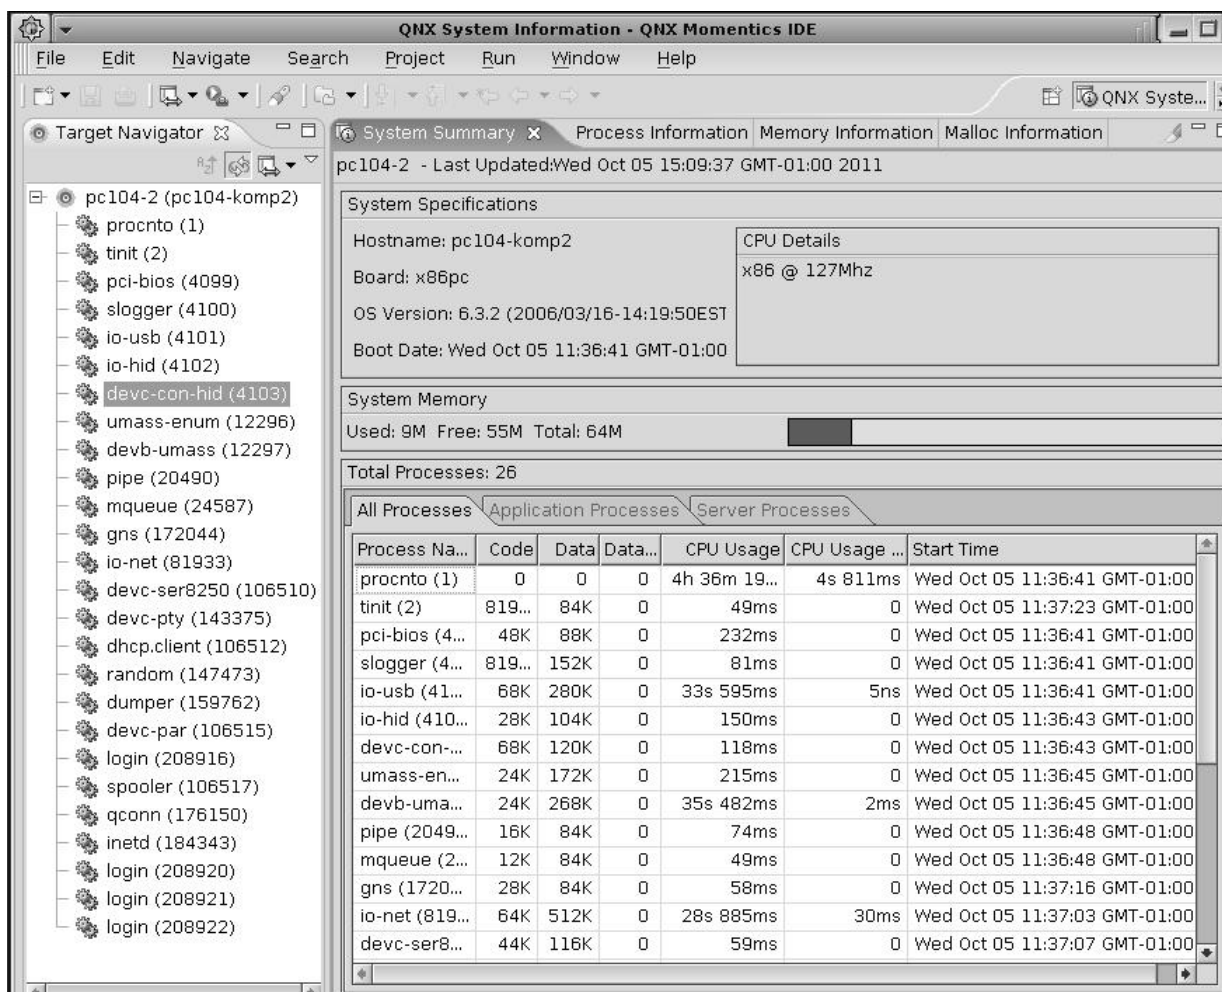 QNX System Information - QNX Momentics IDE
File Edit Navigate Search Project Run Window Help
QNX Syste...
Target Navigator
System Summary Process Information Memory Information Malloc Information
pc104-2 - Last Updated:Wed Oct 05 15:09:37 GMT-01:00 2011
pc104-2 (pc104-komp2)
procnto (1)
tinit (2)
pci-bios (4099)
slogger (4100)
io-usb (4101)
io-hid (4102)
devc-con-hid (4103)
umass-enum (12296)
devb-umass (12297)
pipe (20490)
mqueue (24587)
gns (172044)
io-net (81933)
devc-ser8250 (106510)
devc-pty (143375)
dhcp.client (106512)
random (147473)
dumper (159762)
devc-par (106515)
login (208916)
spooler (106517)
qconn (176150)
inetd (184343)
login (208920)
login (208921)
login (208922)
System Specifications
Hostname: pc104-komp2
Board: x86pc
OS Version: 6.3.2 (2006/03/16-14:19:50EST
Boot Date: Wed Oct 05 11:36:41 GMT-01:00
CPU Details
x86 @ 127Mhz
System Memory
Used: 9M Free: 55M Total: 64M
Total Processes: 26
All Processes Application Processes Server Processes
Process Na... Code Data Data... CPU Usage CPU Usage ... Start Time
procnto (1) 0 0 0 4h 36m 19... 4s 811ms Wed Oct 05 11:36:41 GMT-01:00
tinit (2) 819... 84K 0 49ms 0 Wed Oct 05 11:37:23 GMT-01:00
pci-bios (4... 48K 88K 0 232ms 0 Wed Oct 05 11:36:41 GMT-01:00
slogger (4... 819... 152K 0 81ms 0 Wed Oct 05 11:36:41 GMT-01:00
io-usb (41... 68K 280K 0 33s 595ms 5ns Wed Oct 05 11:36:41 GMT-01:00
io-hid (410... 28K 104K 0 150ms 0 Wed Oct 05 11:36:43 GMT-01:00
devc-con-... 68K 120K 0 118ms 0 Wed Oct 05 11:36:43 GMT-01:00
umass-en... 24K 172K 0 215ms 0 Wed Oct 05 11:36:45 GMT-01:00
devb-uma... 24K 268K 0 35s 482ms 2ms Wed Oct 05 11:36:45 GMT-01:00
pipe (2049... 16K 84K 0 74ms 0 Wed Oct 05 11:36:48 GMT-01:00
mqueue (2... 12K 84K 0 49ms 0 Wed Oct 05 11:36:48 GMT-01:00
gns (1720... 28K 84K 0 58ms 0 Wed Oct 05 11:37:16 GMT-01:00
io-net (819... 64K 512K 0 28s 885ms 30ms Wed Oct 05 11:37:03 GMT-01:00
devc-ser8... 44K 116K 0 59ms 0 Wed Oct 05 11:37:07 GMT-01:00